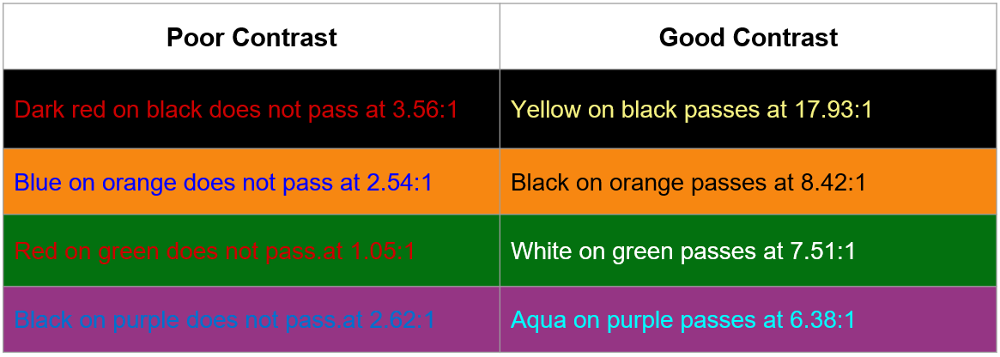 Poor Contrast
Good Contrast
Dark red on black does not pass at 3.56:1
Yellow on black passes at 17.93:1
Blue on orange does not pass at 2.54:1
Black on orange passes at 8.42:1
Red on green does not pass.at 1.05:1
White on green passes at 7.51:1
Black on purple does not pass.at 2.62:1
Aqua on purple passes at 6.38:1